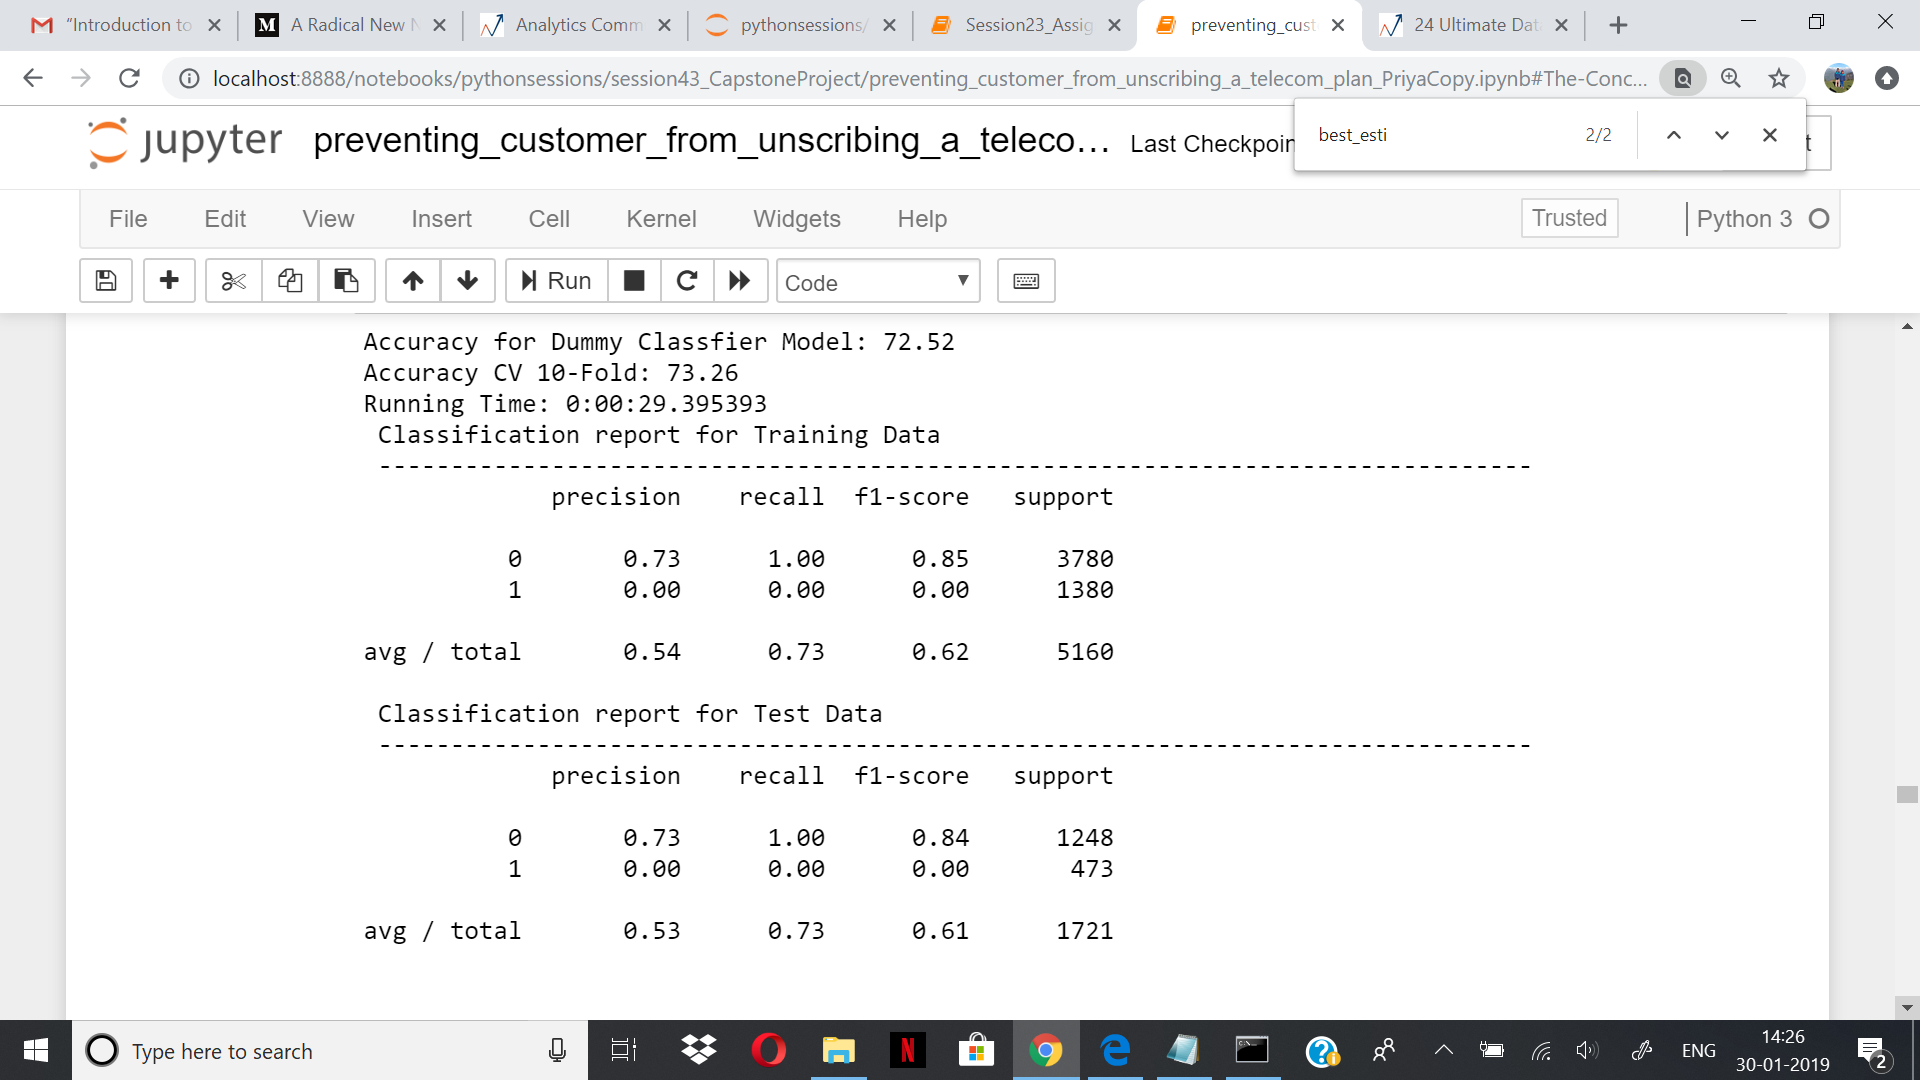 "Introduction to
A Radical New N
Analytics Comm
pythonsessions/
Session23_Assig
preventing_cust
24 Ultimate Dat
localhost:8888/notebooks/pythonsessions/session43_CapstoneProject/preventing_customer_from_unscribing_a_telecom_plan_PriyaCopy.ipynb#The-Conc...
best_esti 2/2
jupyter preventing_customer_from_unscribing_a_teleco... Last Checkpoin t
File Edit View Insert Cell Kernel Widgets Help Trusted Python 3
Run Code
Accuracy for Dummy Classfier Model: 72.52
Accuracy CV 10-Fold: 73.26
Running Time: 0:00:29.395393
Classification report for Training Data
--------------------------------------------------------------------------------
precision recall f1-score support
0 0.73 1.00 0.85 3780
1 0.00 0.00 0.00 1380
avg / total 0.54 0.73 0.62 5160
Classification report for Test Data
--------------------------------------------------------------------------------
precision recall f1-score support
0 0.73 1.00 0.84 1248
1 0.00 0.00 0.00 473
avg / total 0.53 0.73 0.61 1721
Type here to search
ENG
14:26
30-01-2019
2